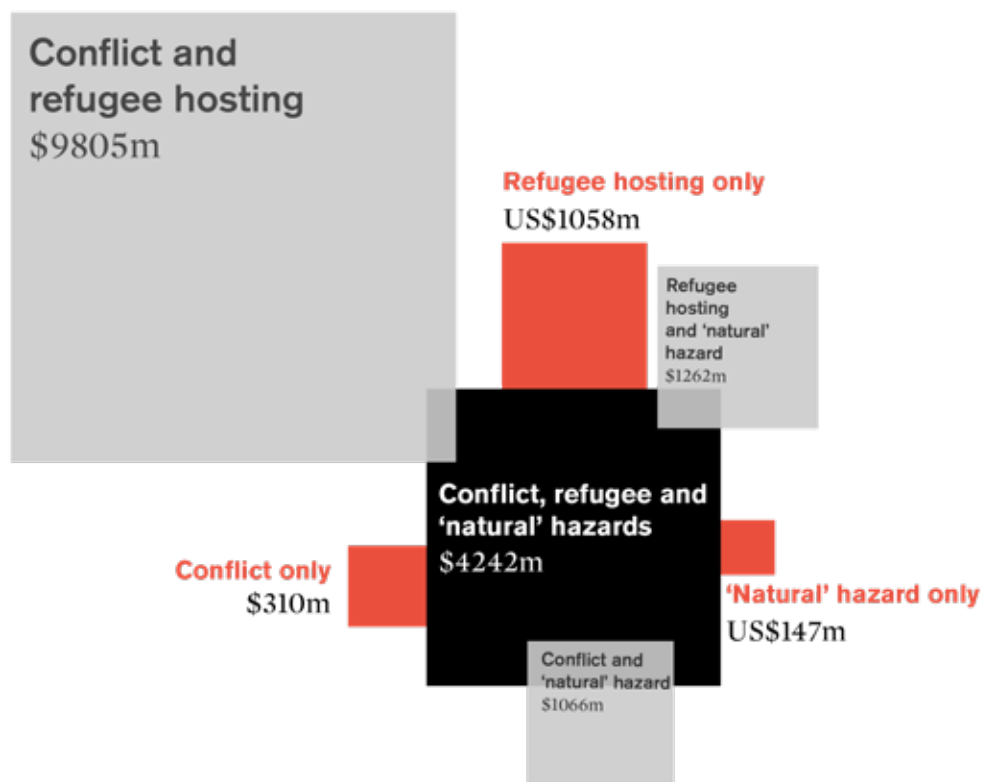 Conflict and
refugee hosting
$9805m
Refugee hosting only
US$1058m
Refugee
hosting
and ‘natural’
hazard
$1262m
Conflict, refugee and
‘natural’ hazards
$4242m
Conflict only
$310m
‘Natural’ hazard only
US$147m
Conflict and
‘natural’ hazard
$1066m